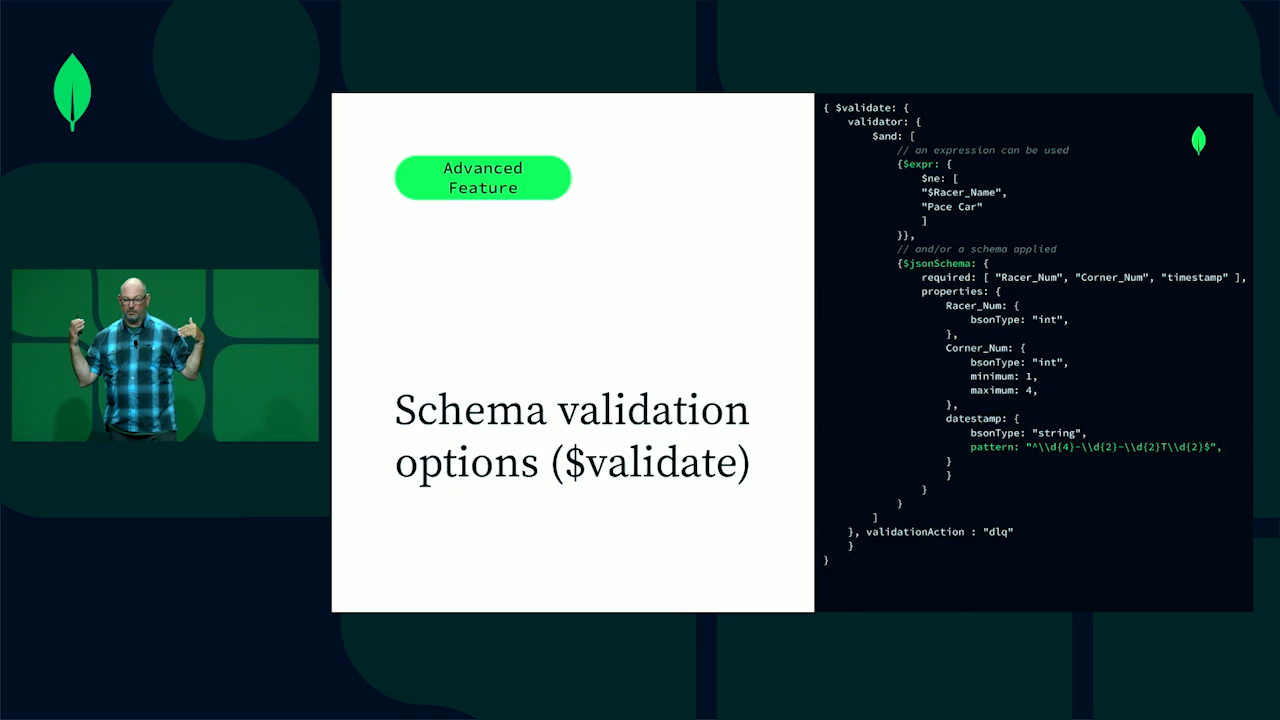 Advanced
Feature
Schema validation
options ($validate)
{ $validate: {
validator: {
$and: [
// an expression can be used
{$expr: {
$ne: [
"$Racer_Name",
"Pace Car"
]
}},
// and/or a schema applied
{$jsonSchema: {
required: [ "Racer_Num", "Corner_Num", "timestamp" ],
properties: {
Racer_Num: {
bsonType: "int",
},
Corner_Num: {
bsonType: "int",
minimum: 1,
maximum: 4,
},
datestamp: {
bsonType: "string",
pattern: "^\\d{4}-\\d{2}-\\d{2}T\\d{2}$",
}
}
}
}
]
}, validationAction : "dlq"
}
}